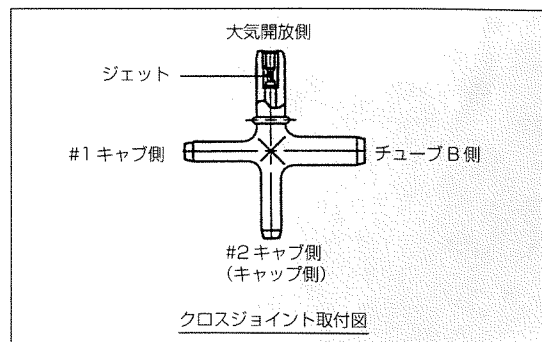 大気開放側
ジェット
#1キャブ側
チューブB側
#2キャブ側
(キャップ側)
クロスジョイント取付図